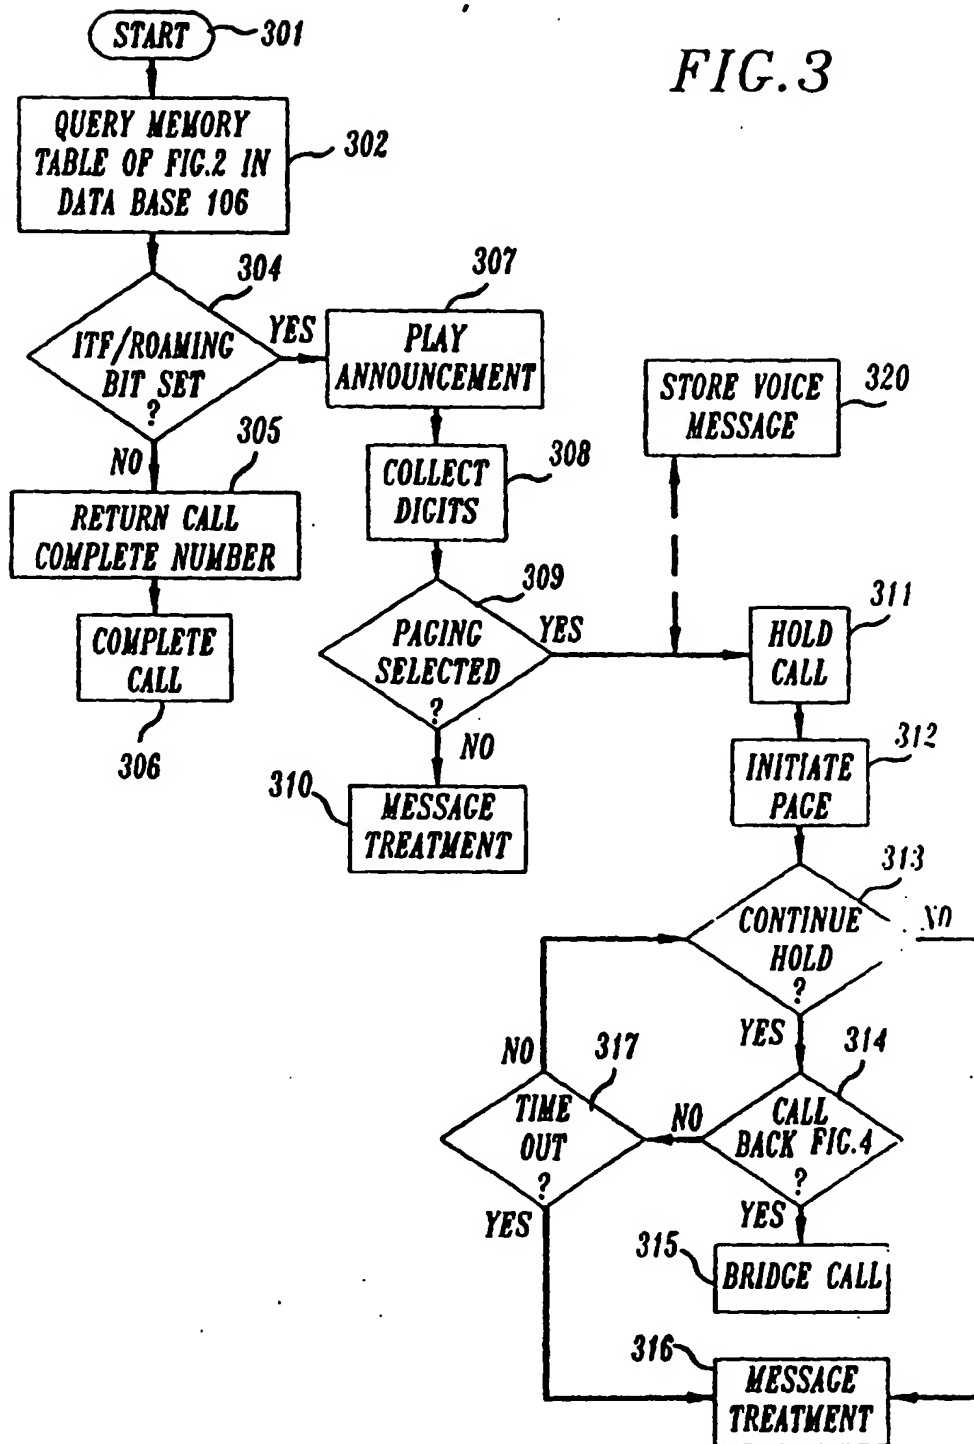 START
301
FIG.3
QUERY MEMORY
TABLE OF FIG.2 IN
DATA BASE 106
302
304
ITF/ROAMING
BIT SET
?
YES
NO
307
PLAY
ANNOUNCEMENT
305
RETURN CALL
COMPLETE NUMBER
308
COLLECT
DIGITS
STORE VOICE
MESSAGE
320
COMPLETE
CALL
306
309
PAGING
SELECTED
?
YES
NO
310
MESSAGE
TREATMENT
311
HOLD
CALL
312
INITIATE
PAGE
313
CONTINUE
HOLD
?
NO
YES
314
CALL
BACK FIG.4
?
NO
YES
317
TIME
OUT
?
NO
YES
315
BRIDGE CALL
316
MESSAGE
TREATMENT